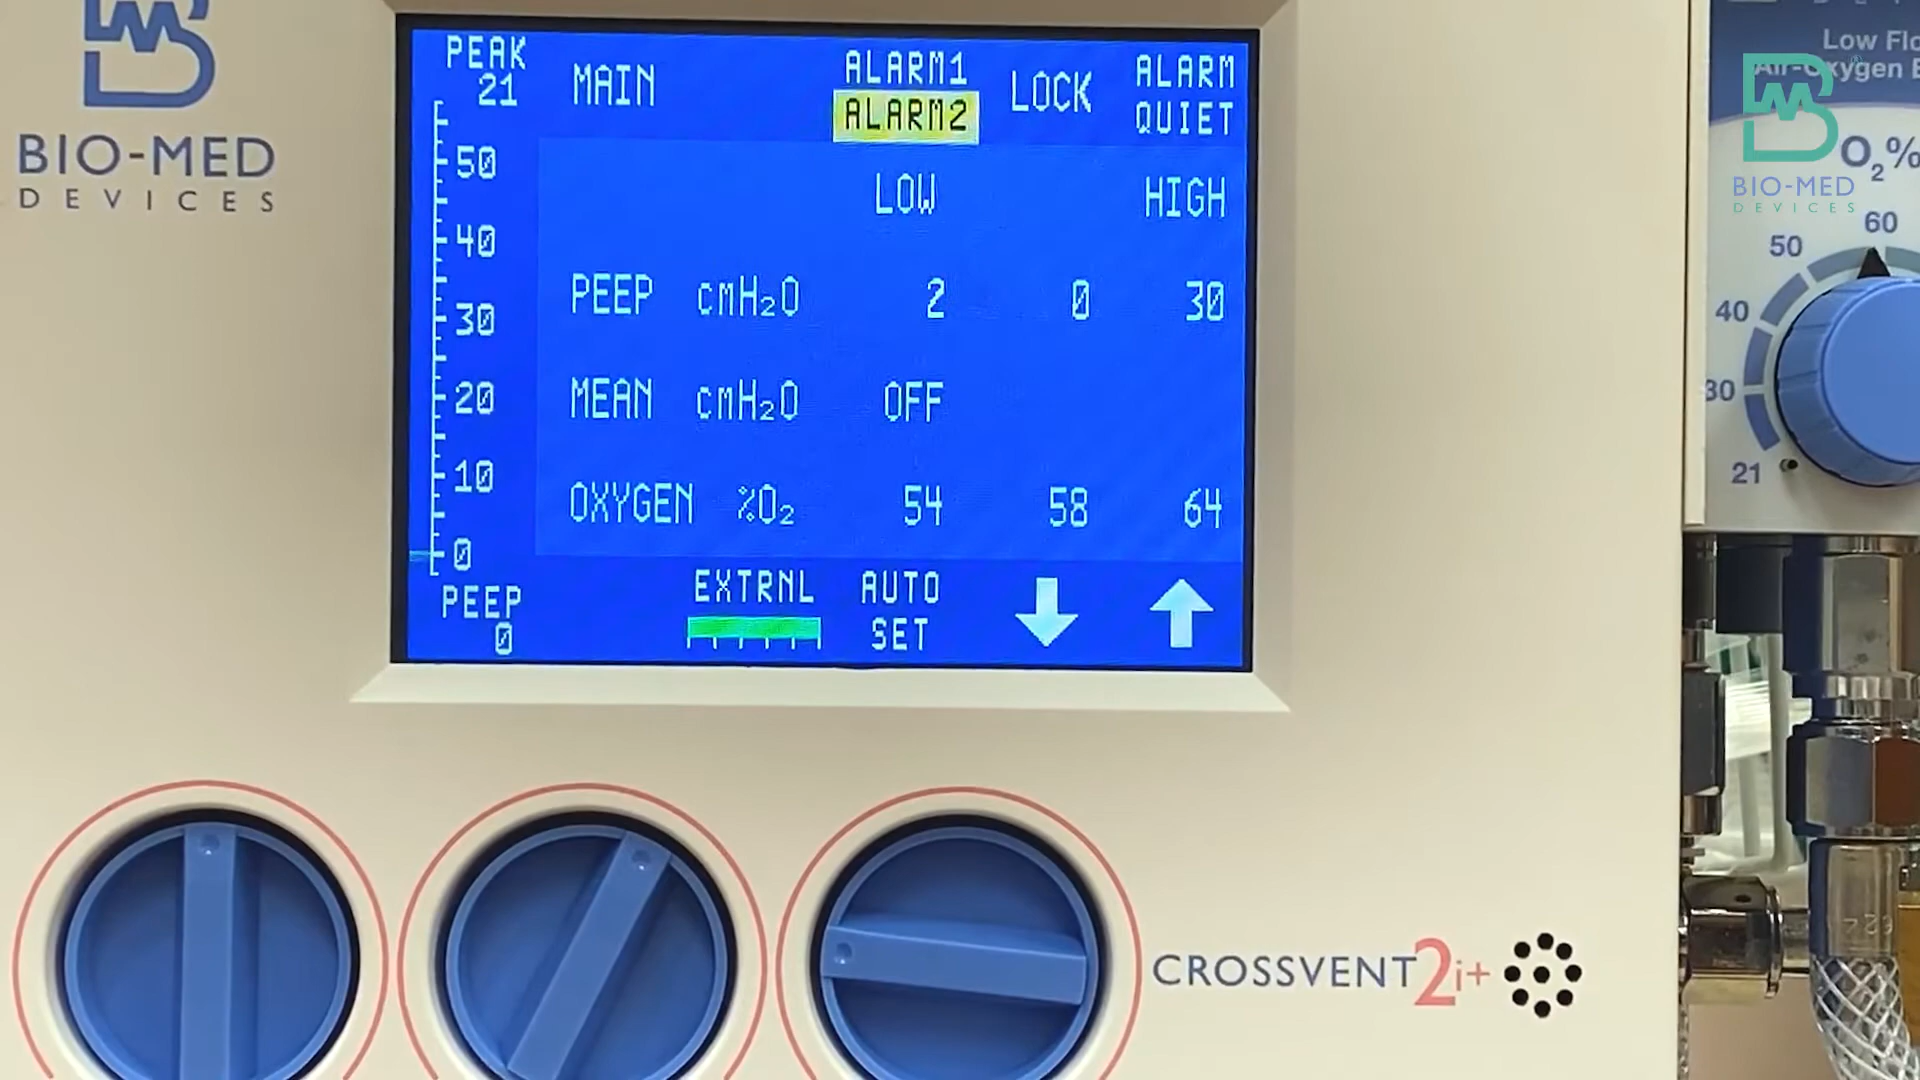 BIO-MED
DEVICES
PEAK
21
MAIN
ALARM1
ALARM2
LOCK
ALARM
QUIET
50
40
30
20
10
0
LOW
HIGH
PEEP cmH₂O 2 0 30
MEAN cmH₂O OFF
OXYGEN %O₂ 54 58 64
PEEP
0
EXTRNL
AUTO
SET
CROSSVENT2i+
Low
Air-Oxygen
O₂%
60
50
40
30
21
BIO-MED
DEVICES